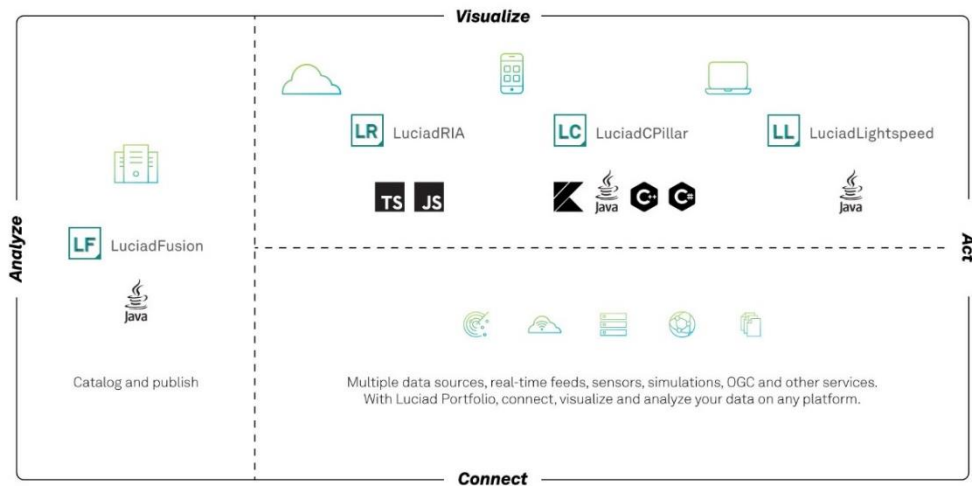 Visualize
LR LuciadRIA
LC LuciadCPillar
LL LuciadLightspeed
TS JS
Java C++ C#
Java
Analyze
LF LuciadFusion
Java
Catalog and publish
Act
Multiple data sources, real-time feeds, sensors, simulations, OGC and other services.
With Luciad Portfolio, connect, visualize and analyze your data on any platform.
Connect